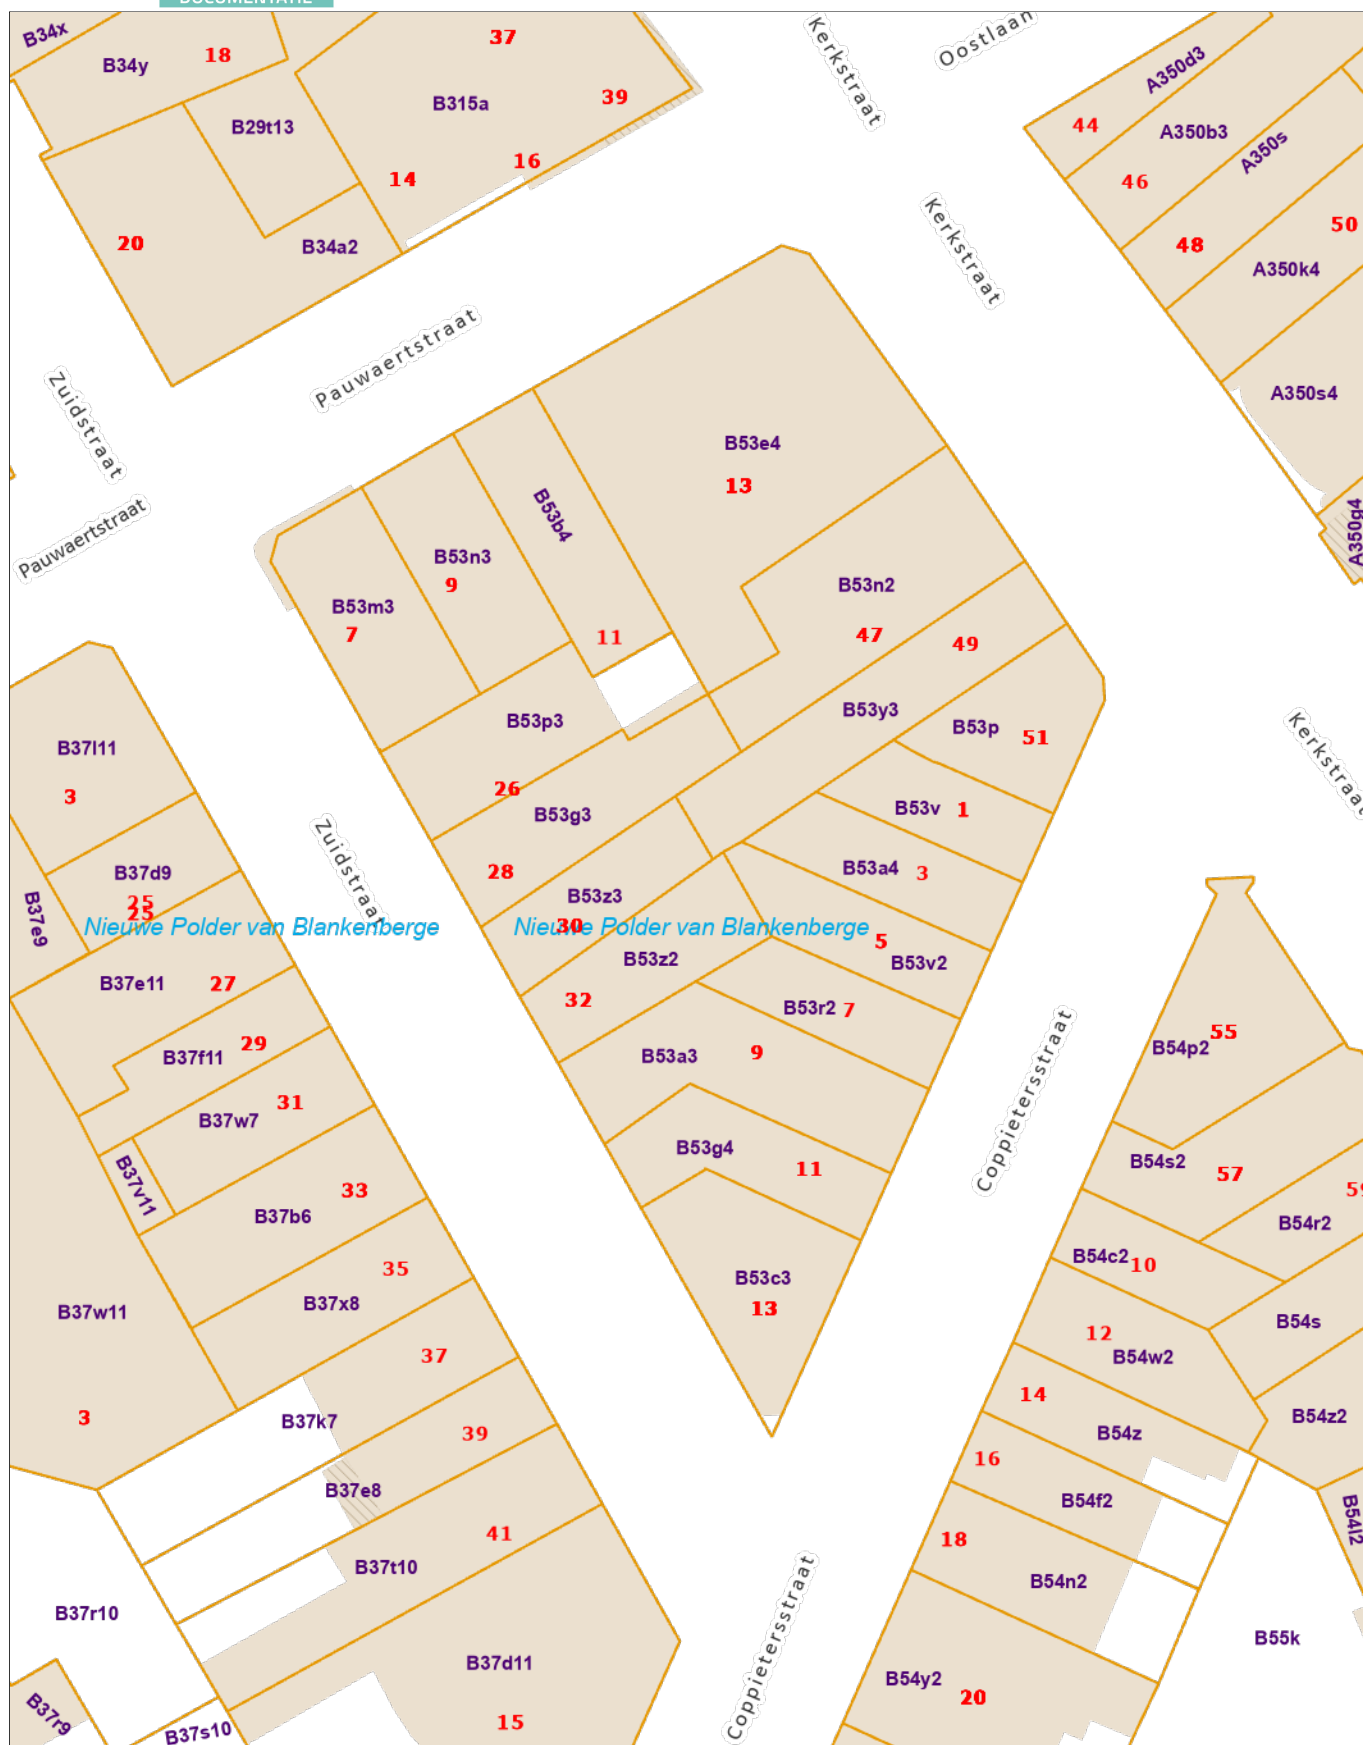 DOCUMENTATIE
B34x
B34y
18
37
B315a
39
B29t13
14
16
20
B34a2
Kerkstraat
Oostlaan
A350d3
44
A350b3
46
A350s
48
50
A350k4
Kerkstraat
A350s4
A350g4
Pauwaertstraat
Zuidstraat
Pauwaertstraat
B53e4
13
B53b4
B53n3
9
B53m3
7
11
B53n2
47
49
B53p3
26
B53y3
B53p
51
Kerkstraat
B37l11
3
B53g3
28
B53v 1
B37d9
25
25
B37e9
Zuidstraat
B53z3
30
B53a4 3
Nieuwe Polder van Blankenberge
Nieuwe Polder van Blankenberge
5
B53v2
B53z2
32
B37e11
27
B53r2 7
B37f11
29
B53a3
9
55
B54p2
B37w7
31
B53g4
11
Coppietersstraat
B54s2
57
59
B54r2
B37v11
33
B37b6
B54c2 10
35
B37x8
B53c3
13
B37w11
3
12
B54w2
B54s
37
B37k7
14
B54z
B54z2
39
16
B37e8
B54f2
41
18
B54l2
B37t10
B54n2
B37r10
B55k
B37d11
15
Coppietersstraat
B54y2
20
B37r9
B37s10